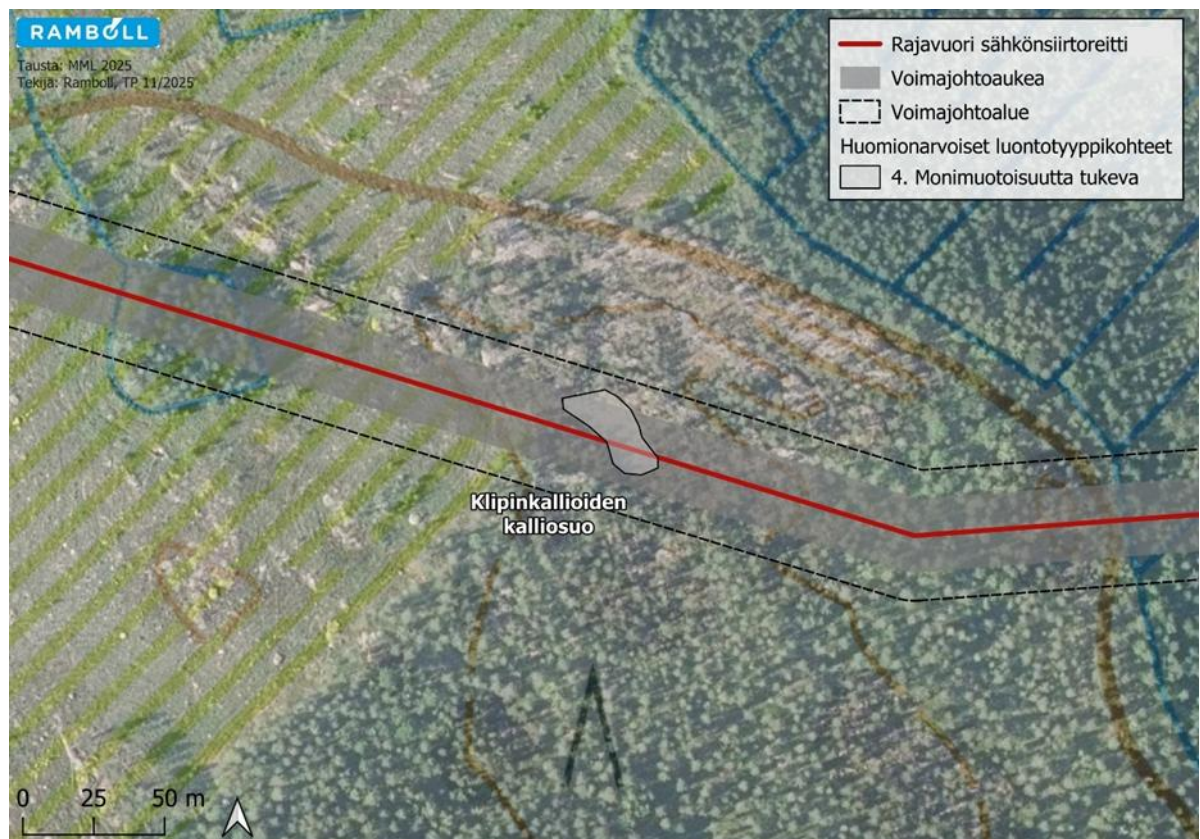 RAMBOLL
Tausta: MML 2025
Tekijä: Ramboll, TP 11/2025
Rajavuori sähkönsiirtoreitti
Voimajohtoaukea
Voimajohtoalue
Huomionarvoiset luontotyyppikohteet
4. Monimuotoisuutta tukeva
Klipinkallioiden
kalliosuo
0 25 50 m